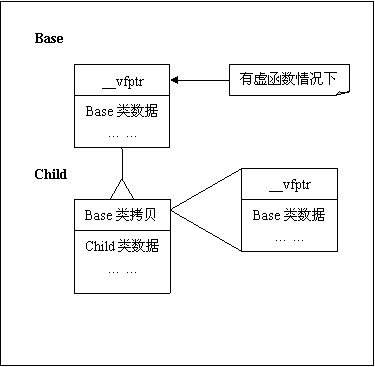 Base
__vfptr
有虚函数情况下
Base 类数据
... ...
Child
__vfptr
Base 类拷贝
Base 类数据
Child 类数据
... ...
... ...